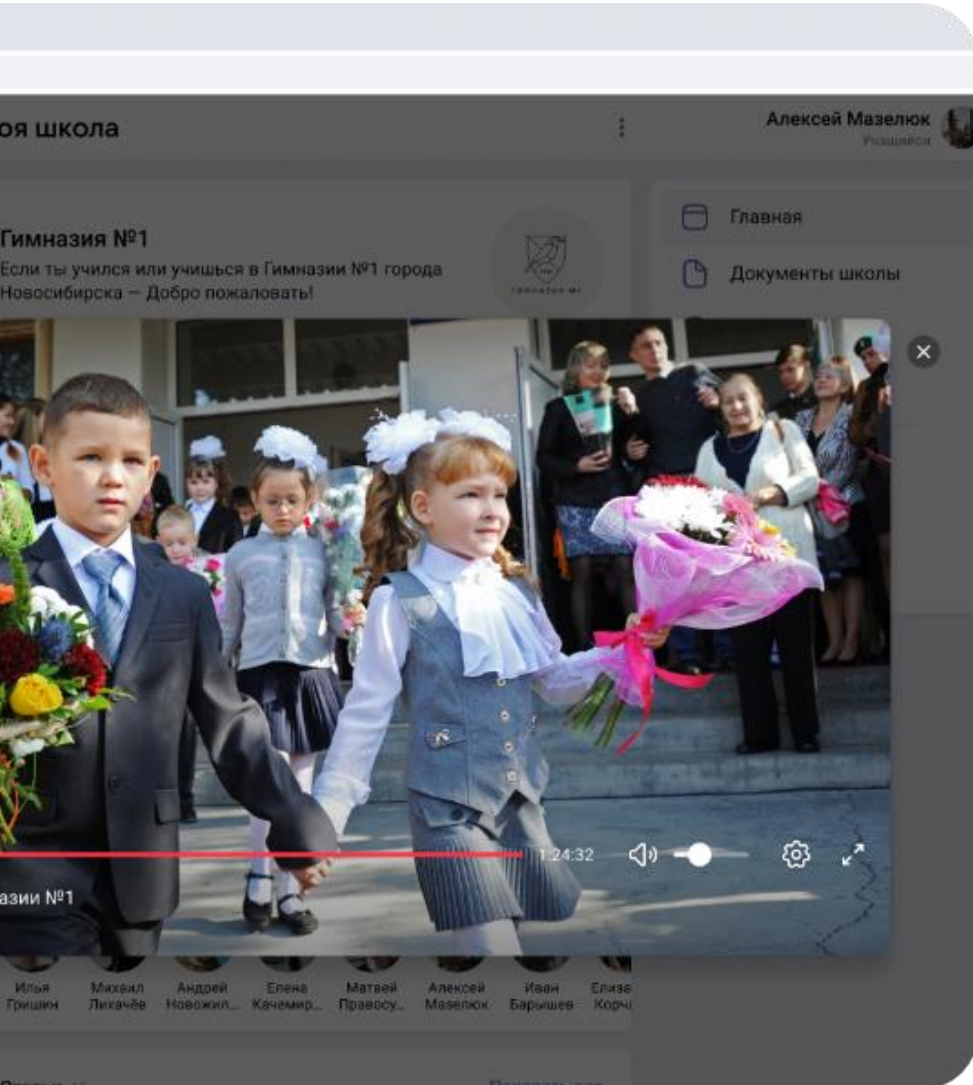 оя школа
Алексей Мазелюк
Учащийся
Гимназия №1
Если ты учился или учишься в Гимназии №1 города
Новосибирска — Добро пожаловать!
ГИМНАЗИЯ №1
Главная
Документы школы
1:24:32
азии №1
Илья
Гришин
Михаил
Лихачёв
Андрей
Новожил...
Елена
Качемир...
Матвей
Правосу...
Алексей
Мазелюк
Иван
Барышев
Елиза
Корч